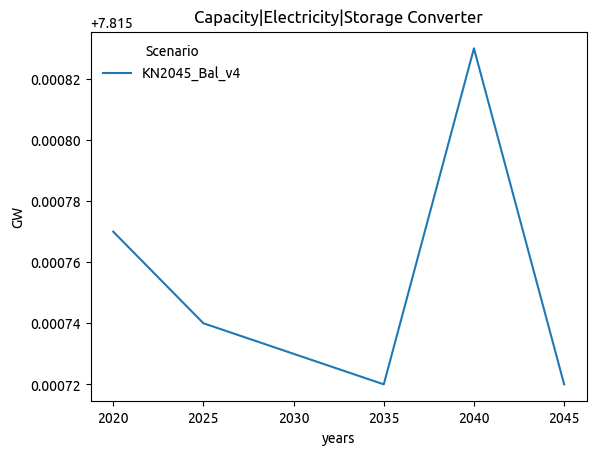 Capacity|Electricity|Storage Converter
+7.815
Scenario
KN2045_Bal_v4
0.00082
0.00080
0.00078
0.00076
0.00074
0.00072
GW
2020 2025 2030 2035 2040 2045
years